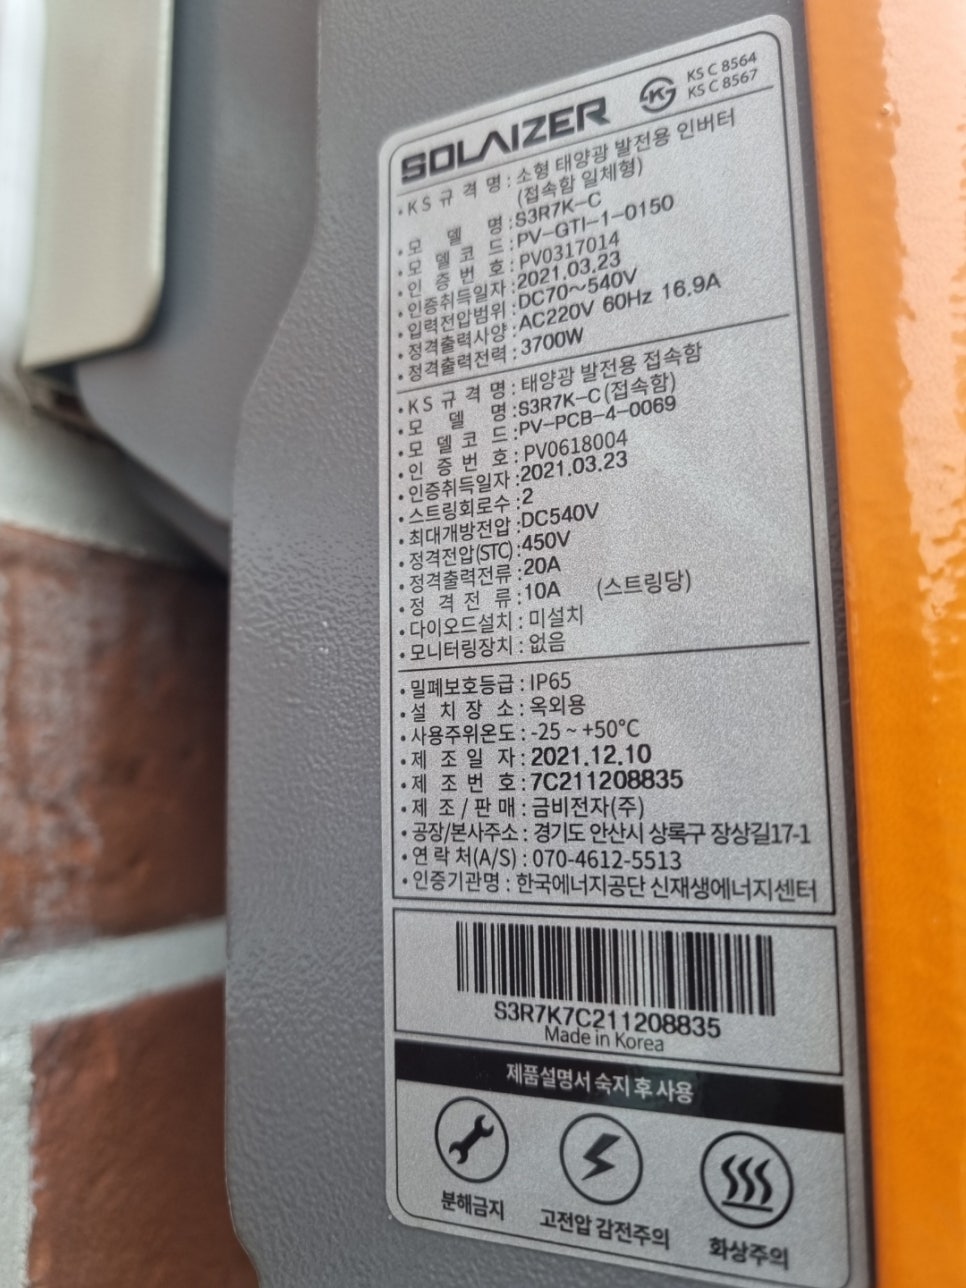 SOLAIZER
KS C 8564
KS C 8567
• KS 규 격 명 : 소형 태양광 발전용 인버터
(접속함 일체형)
• 모 델 명 : S3R7K-C
• 모 델 코 드 : PV-GTI-1-0150
• 인 증 번 호 : PV0317014
• 인증취득일자 : 2021.03.23
• 입력전압범위 : DC70~540V
• 정격출력사양 : AC220V 60Hz 16.9A
• 정격출력전력 : 3700W
• KS 규 격 명 : 태양광 발전용 접속함
• 모 델 명 : S3R7K-C(접속함)
• 모 델 코 드 : PV-PCB-4-0069
• 인 증 번 호 : PV0618004
• 인증취득일자 : 2021.03.23
• 스트링회로수 : 2
• 최대개방전압 : DC540V
• 정격전압(STC) : 450V
• 정격출력전류 : 20A
• 정 격 전 류 : 10A (스트링당)
• 다이오드설치 : 미설치
• 모니터링장치 : 없음
• 밀폐보호등급 : IP65
• 설 치 장 소 : 옥외용
• 사용주위온도 : -25 ~ +50℃
• 제 조 일 자 : 2021.12.10
• 제 조 번 호 : 7C211208835
• 제 조 / 판 매 : 금비전자(주)
• 공장/본사주소 : 경기도 안산시 상록구 장상길17-1
• 연 락 처(A/S) : 070-4612-5513
• 인증기관명 : 한국에너지공단 신재생에너지센터
S3R7K7C211208835
Made in Korea
제품설명서 숙지 후 사용
분해금지
고전압 감전주의
화상주의